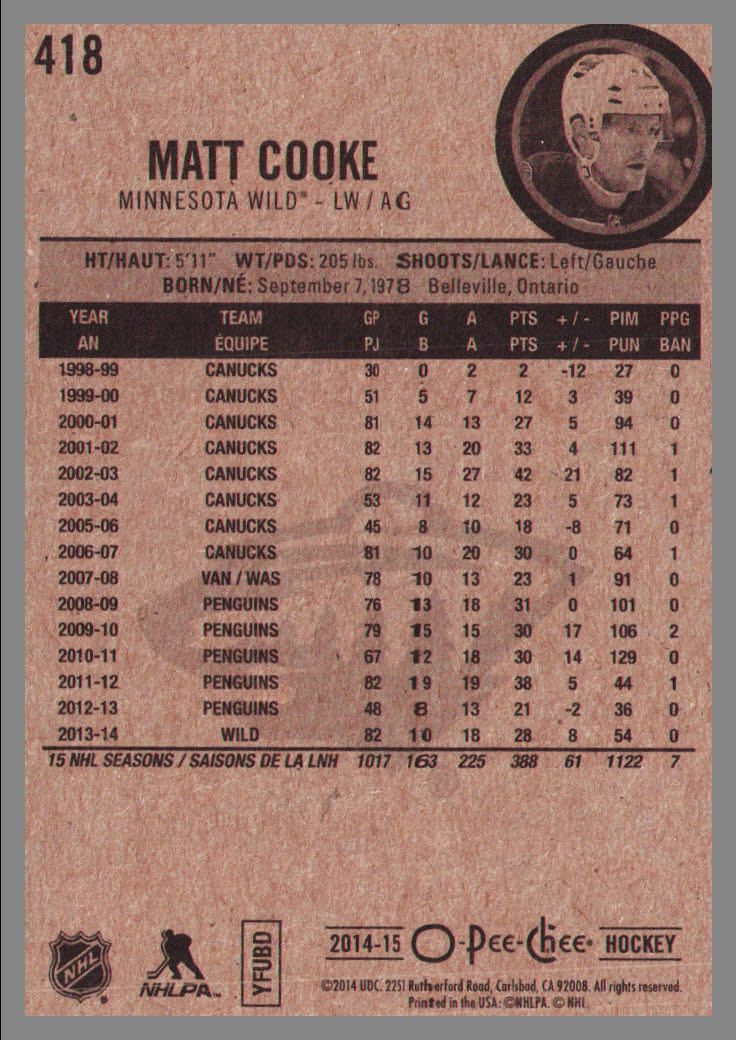 418
MATT COOKE
MINNESOTA WILD® - LW / AG
HT/HAUT: 5'11" WT/PDS: 205 lbs. SHOOTS/LANCE: Left/Gauche
BORN/NÉ: September 7, 1978 Belleville, Ontario
YEAR TEAM GP G A PTS +/- PIM PPG
AN ÉQUIPE PJ B A PTS +/- PUN BAN
1998-99 CANUCKS 30 0 2 2 -12 27 0
1999-00 CANUCKS 51 5 7 12 3 39 0
2000-01 CANUCKS 81 14 13 27 5 94 0
2001-02 CANUCKS 82 13 20 33 4 111 1
2002-03 CANUCKS 82 15 27 42 21 82 1
2003-04 CANUCKS 53 11 12 23 5 73 1
2005-06 CANUCKS 45 8 10 18 -8 71 0
2006-07 CANUCKS 81 10 20 30 0 64 1
2007-08 VAN / WAS 78 10 13 23 1 91 0
2008-09 PENGUINS 76 13 18 31 0 101 0
2009-10 PENGUINS 79 15 15 30 17 106 2
2010-11 PENGUINS 67 12 18 30 14 129 0
2011-12 PENGUINS 82 19 19 38 5 44 1
2012-13 PENGUINS 48 8 13 21 -2 36 0
2013-14 WILD 82 10 18 28 8 54 0
15 NHL SEASONS / SAISONS DE LA LNH 1017 163 225 388 61 1122 7
NHL
NHLPA™
YFUBD
2014-15 O-Pee-Chee® HOCKEY
©2014 UDC. 2251 Rutherford Road, Carlsbad, CA 92008. All rights reserved.
Printed in the USA. ©NHLPA. © NHL